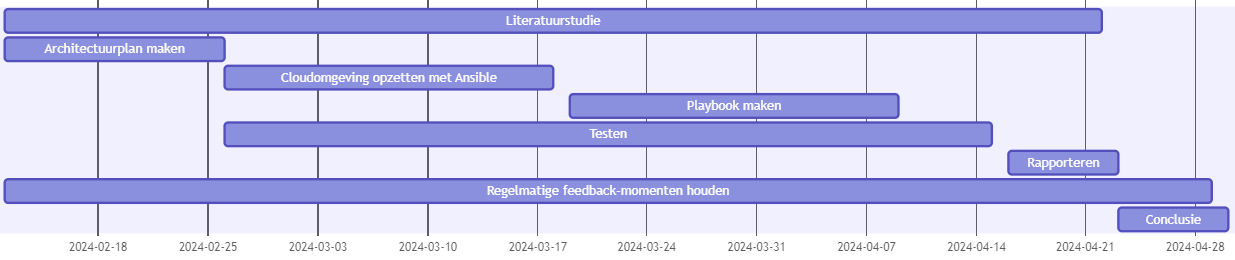 Literatuurstudie
Architectuurplan maken
Cloudomgeving opzetten met Ansible
Playbook maken
Testen
Rapporteren
Regelmatige feedback-momenten houden
Conclusie
2024-02-18 2024-02-25 2024-03-03 2024-03-10 2024-03-17 2024-03-24 2024-03-31 2024-04-07 2024-04-14 2024-04-21 2024-04-28